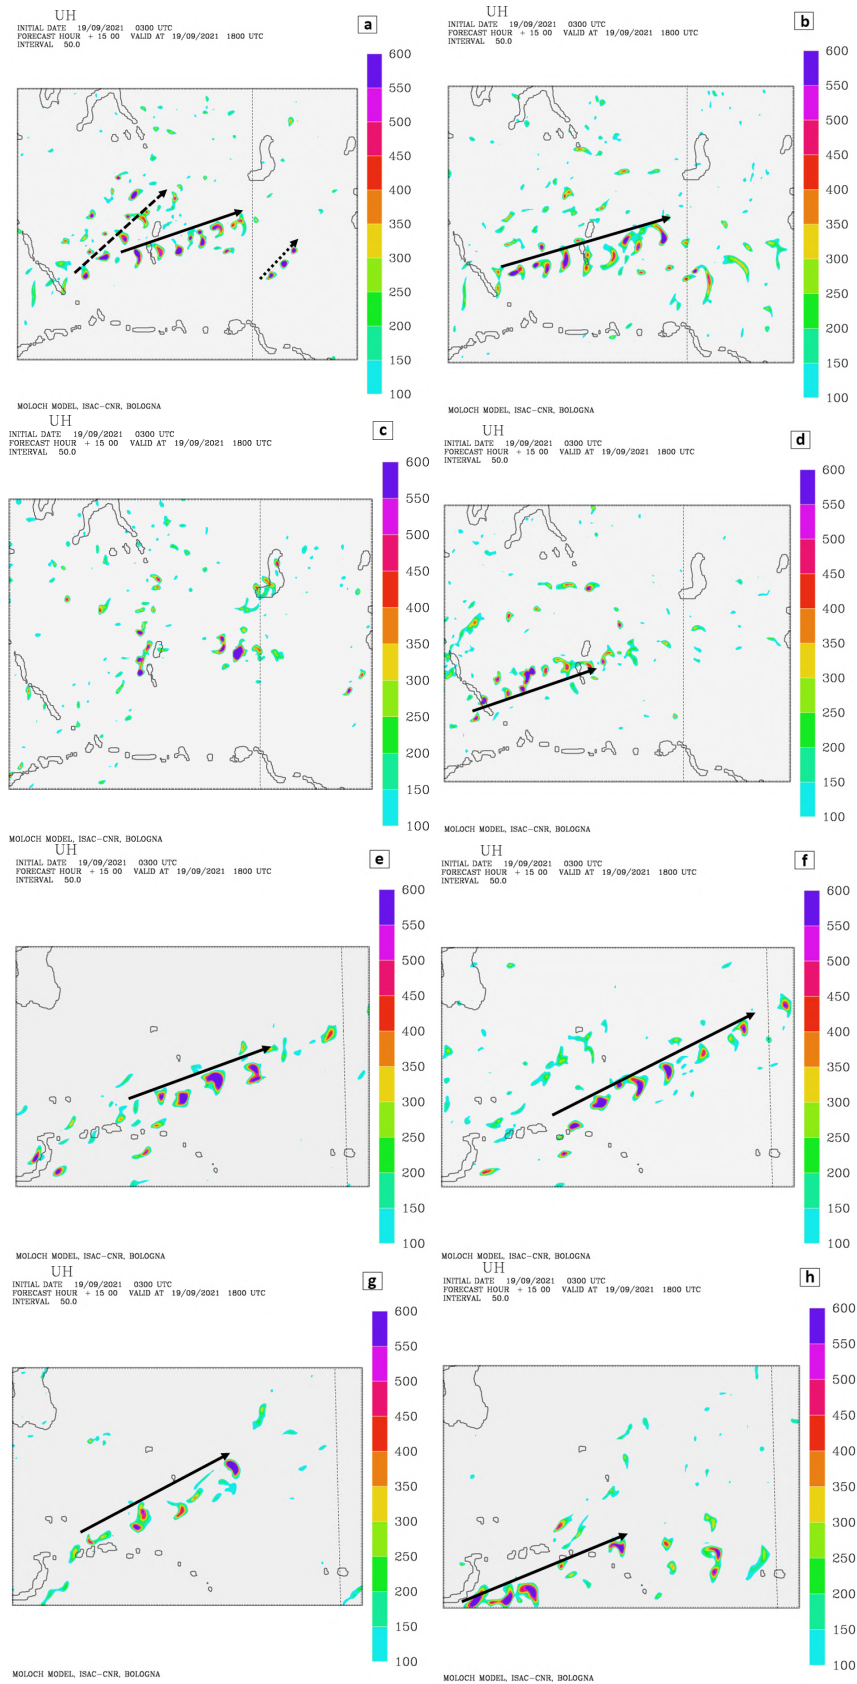 UH
INITIAL DATE 19/09/2021 0300 UTC
FORECAST HOUR + 15 00 VALID AT 19/09/2021 1800 UTC
INTERVAL 50.0
a
600
550
500
450
400
350
300
250
200
150
100
MOLOCH MODEL, ISAC-CNR, BOLOGNA
UH
INITIAL DATE 19/09/2021 0300 UTC
FORECAST HOUR + 15 00 VALID AT 19/09/2021 1800 UTC
INTERVAL 50.0
b
600
550
500
450
400
350
300
250
200
150
100
MOLOCH MODEL, ISAC-CNR, BOLOGNA
UH
INITIAL DATE 19/09/2021 0300 UTC
FORECAST HOUR + 15 00 VALID AT 19/09/2021 1800 UTC
INTERVAL 50.0
c
600
550
500
450
400
350
300
250
200
150
100
MOLOCH MODEL, ISAC-CNR, BOLOGNA
UH
INITIAL DATE 19/09/2021 0300 UTC
FORECAST HOUR + 15 00 VALID AT 19/09/2021 1800 UTC
INTERVAL 50.0
d
600
550
500
450
400
350
300
250
200
150
100
MOLOCH MODEL, ISAC-CNR, BOLOGNA
UH
INITIAL DATE 19/09/2021 0300 UTC
FORECAST HOUR + 15 00 VALID AT 19/09/2021 1800 UTC
INTERVAL 50.0
e
600
550
500
450
400
350
300
250
200
150
100
MOLOCH MODEL, ISAC-CNR, BOLOGNA
UH
INITIAL DATE 19/09/2021 0300 UTC
FORECAST HOUR + 15 00 VALID AT 19/09/2021 1800 UTC
INTERVAL 50.0
f
600
550
500
450
400
350
300
250
200
150
100
MOLOCH MODEL, ISAC-CNR, BOLOGNA
UH
INITIAL DATE 19/09/2021 0300 UTC
FORECAST HOUR + 15 00 VALID AT 19/09/2021 1800 UTC
INTERVAL 50.0
g
600
550
500
450
400
350
300
250
200
150
100
MOLOCH MODEL, ISAC-CNR, BOLOGNA
UH
INITIAL DATE 19/09/2021 0300 UTC
FORECAST HOUR + 15 00 VALID AT 19/09/2021 1800 UTC
INTERVAL 50.0
h
600
550
500
450
400
350
300
250
200
150
100
MOLOCH MODEL, ISAC-CNR, BOLOGNA